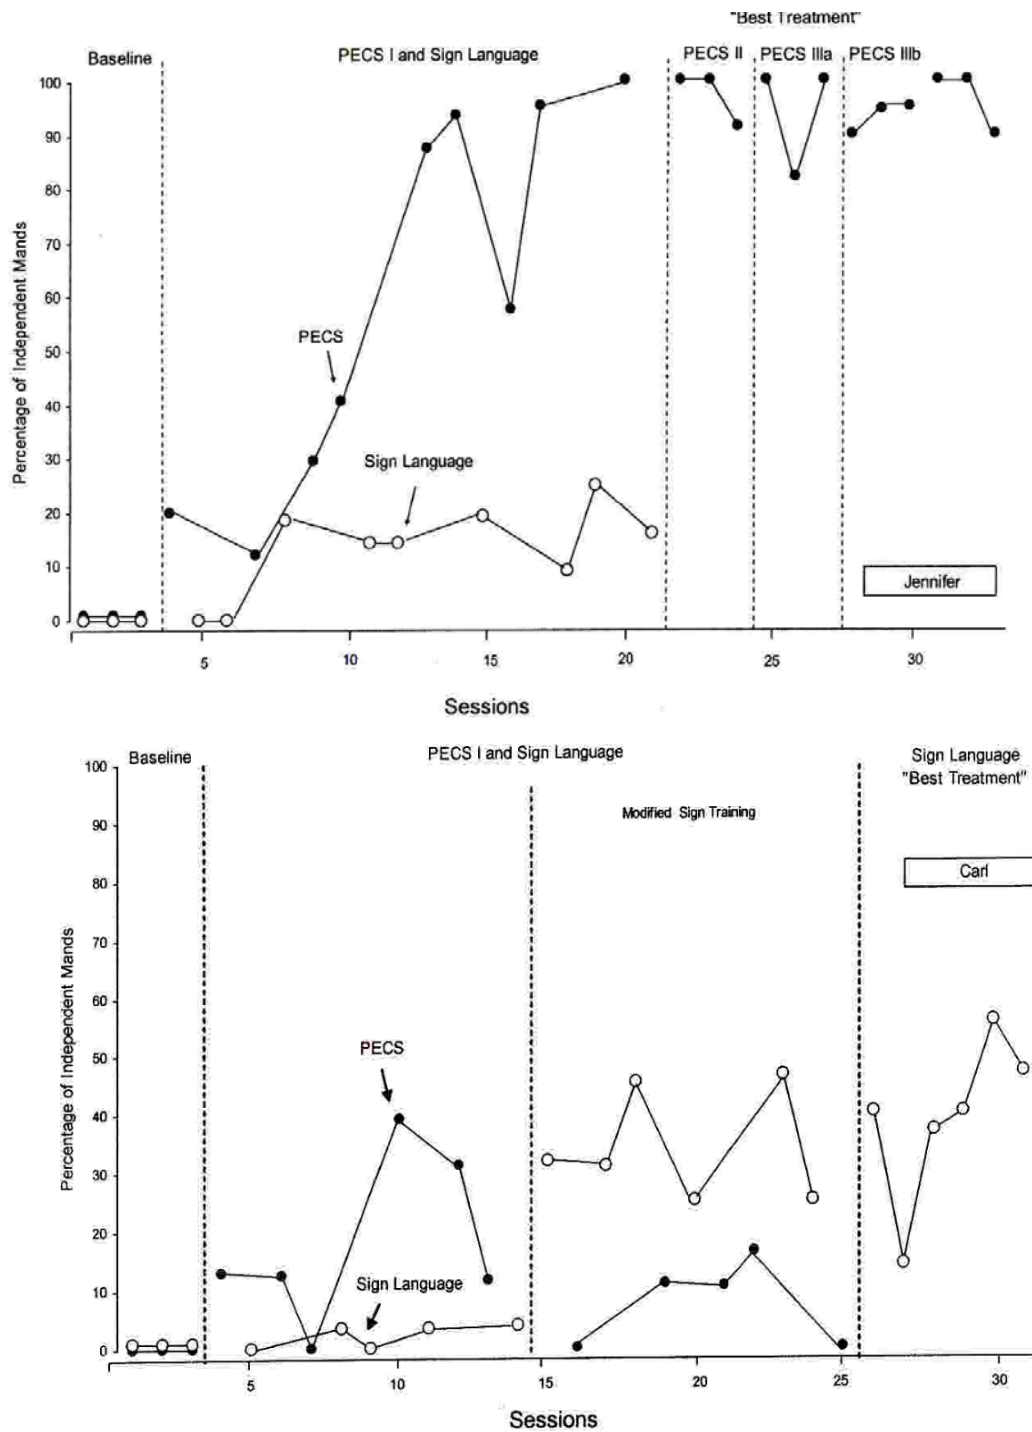 "Best Treatment"
Baseline
PECS I and Sign Language
PECS II
PECS IIIa
PECS IIIb
100
90
80
70
60
50
40
30
20
10
0
Percentage of Independent Mands
PECS
Sign Language
Jennifer
5
10
15
20
25
30
Sessions
Baseline
PECS I and Sign Language
Sign Language
"Best Treatment"
Modified Sign Training
Carl
100
90
80
70
60
50
40
30
20
10
0
Percentage of Independent Mands
PECS
Sign Language
5
10
15
20
25
30
Sessions